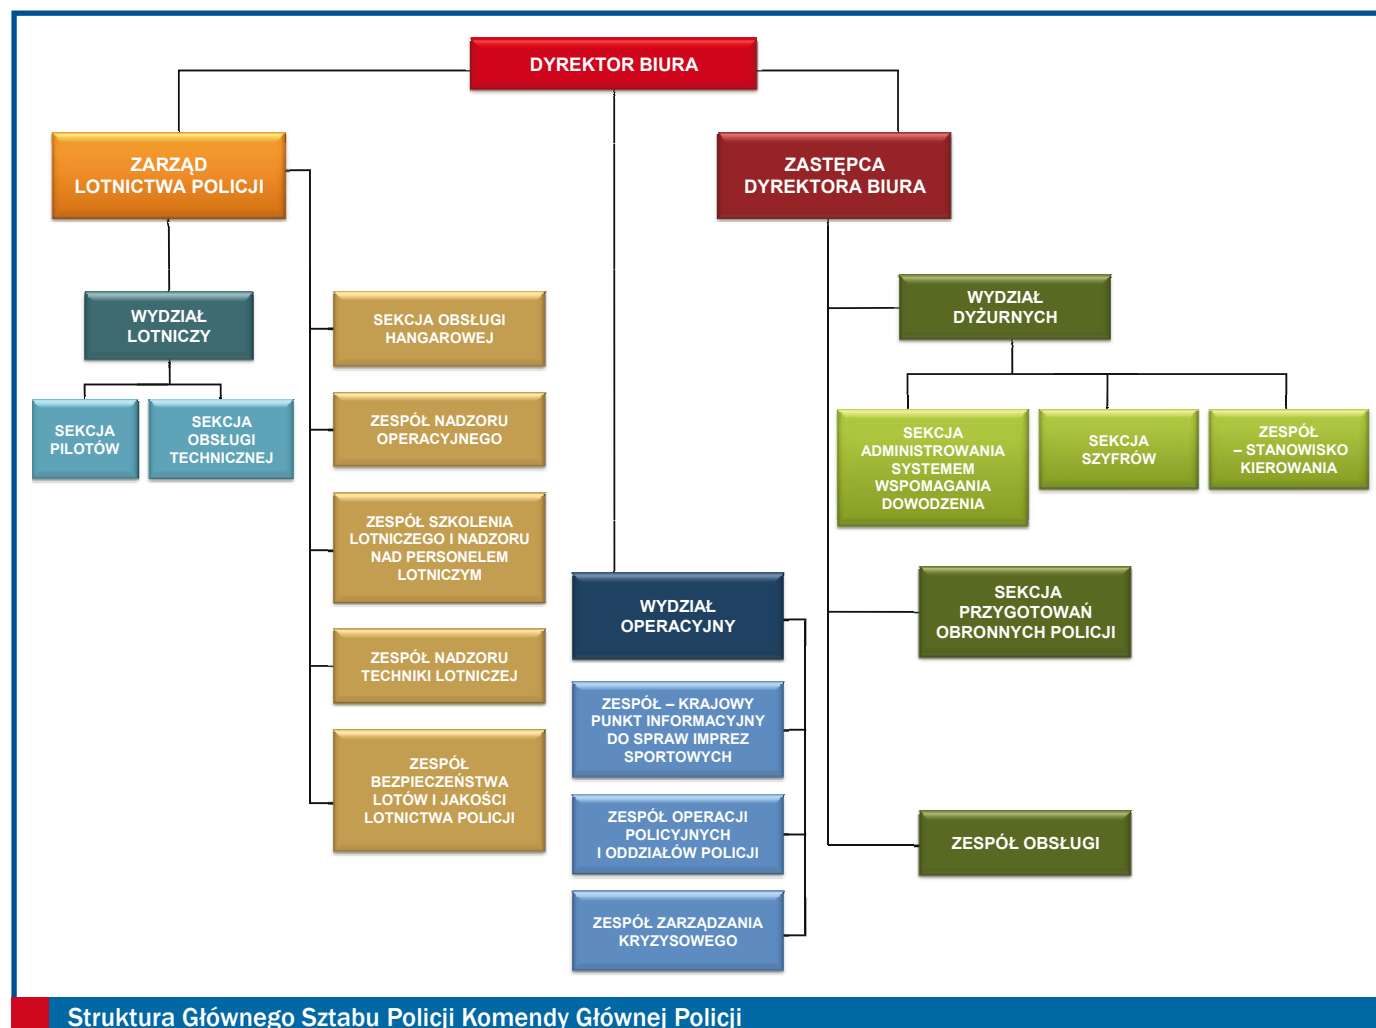 DYREKTOR BIURA
ZARZĄD
LOTNICTWA POLICJI
ZASTĘPCA
DYREKTORA BIURA
WYDZIAŁ
LOTNICZY
SEKCJA
PILOTÓW
SEKCJA
OBSŁUGI
TECHNICZNEJ
SEKCJA OBSŁUGI
HANGAROWEJ
ZESPÓŁ NADZORU
OPERACYJNEGO
ZESPÓŁ SZKOLENIA
LOTNICZEGO I NADZORU
NAD PERSONELEM
LOTNICZYM
ZESPÓŁ NADZORU
TECHNIKI LOTNICZEJ
ZESPÓŁ
BEZPIECZEŃSTWA
LOTÓW I JAKOŚCI
LOTNICTWA POLICJI
WYDZIAŁ
OPERACYJNY
ZESPÓŁ – KRAJOWY
PUNKT INFORMACYJNY
DO SPRAW IMPREZ
SPORTOWYCH
ZESPÓŁ OPERACJI
POLICYJNYCH
I ODDZIAŁÓW POLICJI
ZESPÓŁ ZARZĄDZANIA
KRYZYSOWEGO
WYDZIAŁ
DYŻURNYCH
SEKCJA
ADMINISTROWANIA
SYSTEMEM
WSPOMAGANIA
DOWODZENIA
SEKCJA
SZYFRÓW
ZESPÓŁ
– STANOWISKO
KIEROWANIA
SEKCJA
PRZYGOTOWAŃ
OBRONNYCH POLICJI
ZESPÓŁ OBSŁUGI
Struktura Głównego Sztabu Policji Komendy Głównej Policji